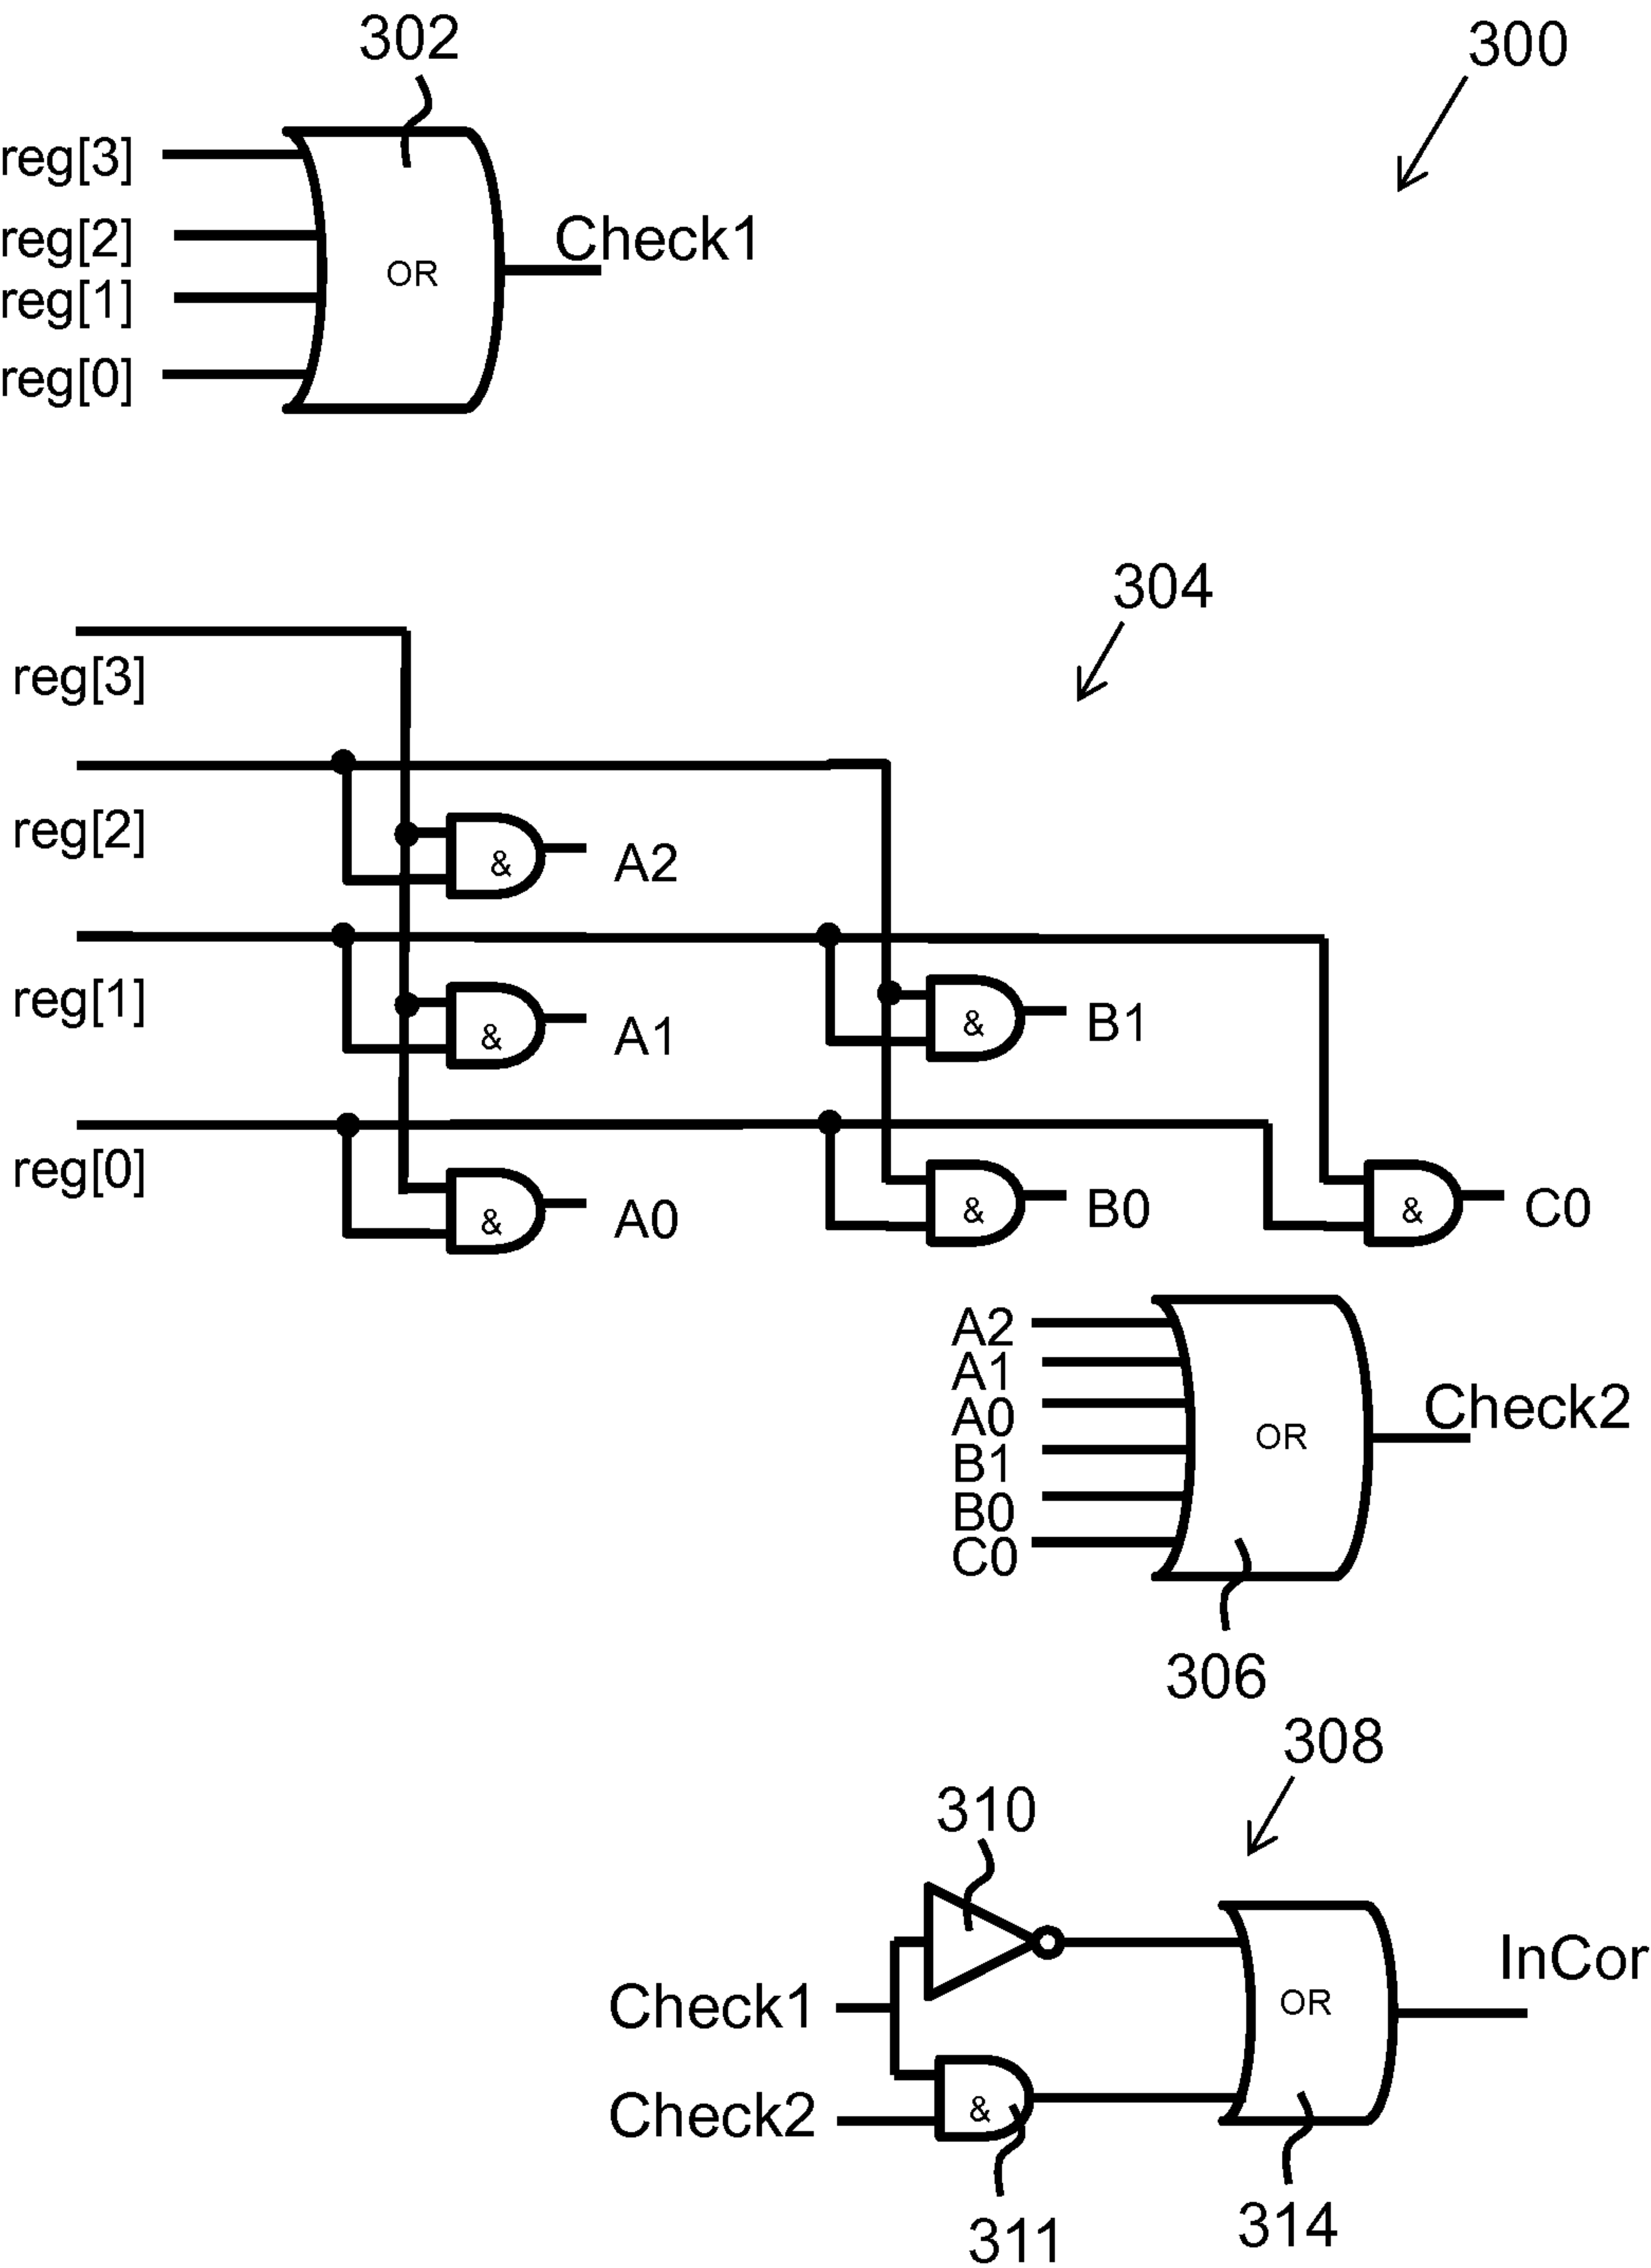 302
300
reg[3]
reg[2]
Check1
OR
reg[1]
reg[0]
304
reg[3]
reg[2]
&
A2
reg[1]
&
A1
&
B1
reg[0]
&
A0
&
B0
&
C0
A2
A1
A0
Check2
OR
B1
B0
C0
306
308
310
InCor
OR
Check1
Check2
&
311
314